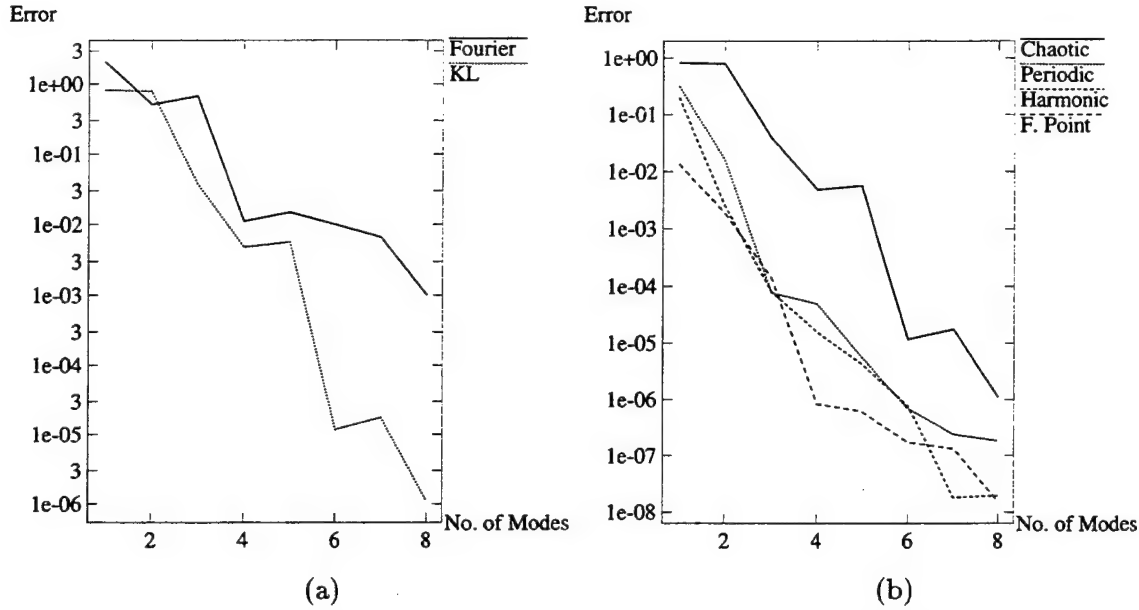 Error
3
1e+00
3
1e-01
3
1e-02
3
1e-03
3
1e-04
3
1e-05
3
1e-06
2
4
6
8
No. of Modes
Fourier
KL
(a)
Error
1e+00
1e-01
1e-02
1e-03
1e-04
1e-05
1e-06
1e-07
1e-08
2
4
6
8
No. of Modes
Chaotic
Periodic
Harmonic
F. Point
(b)